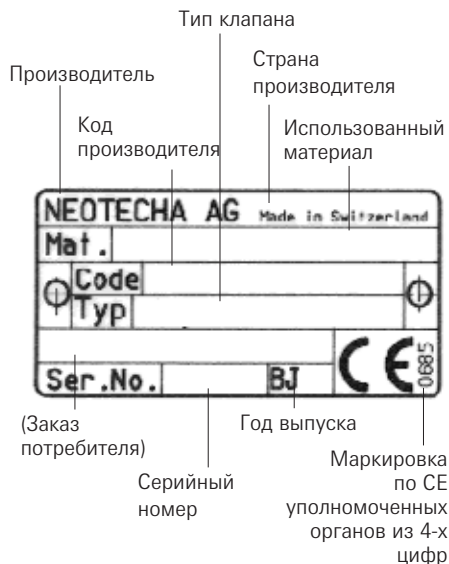 Тип клапана
Производитель
Страна
производителя
Код
производителя
Использованный
материал
NEOTECHA AG Made in Switzerland
Mat.
Code
Typ
CE 0685
Ser.No. BJ
(Заказ
потребителя)
Год выпуска
Серийный
номер
Маркировка
по CE
уполномоченных
органов из 4-х
цифр